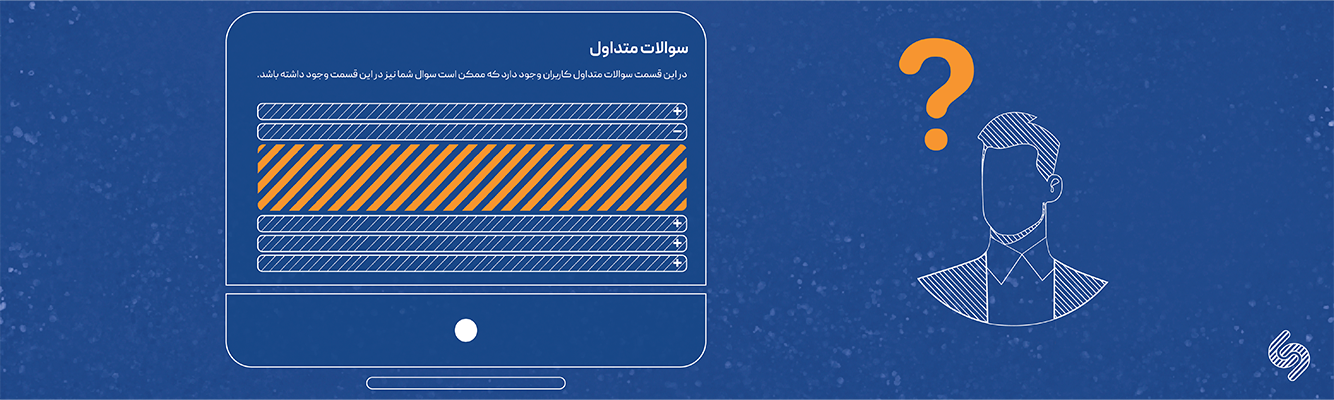 سوالات متداول
در این قسمت سوالات متداول کاربران وجود دارد که ممکن است سوال شما نیز در این قسمت وجود داشته باشد.